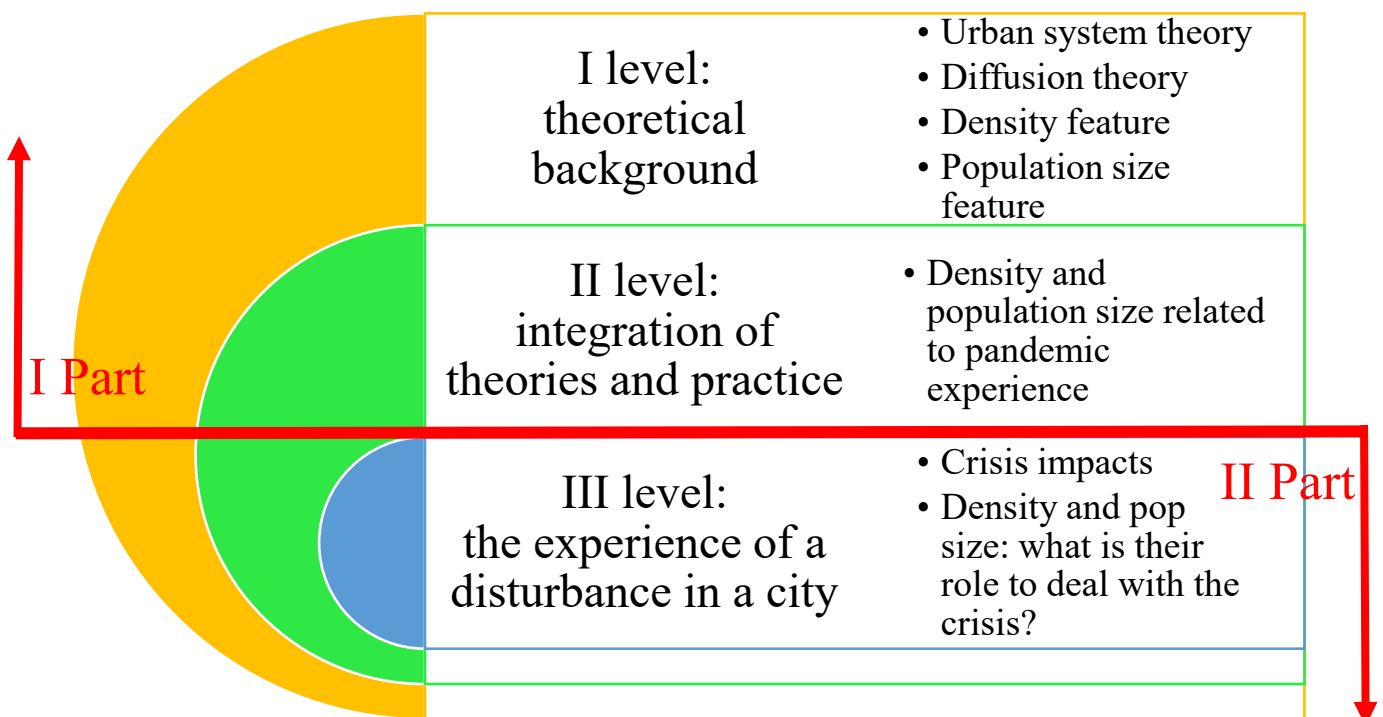 I level:
theoretical
background
• Urban system theory
• Diffusion theory
• Density feature
• Population size
feature
II level:
integration of
theories and practice
• Density and
population size related
to pandemic
experience
I Part
III level:
the experience of a
disturbance in a city
• Crisis impacts
• Density and pop
size: what is their
role to deal with the
crisis?
II Part